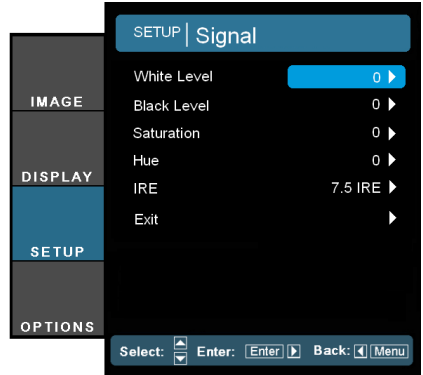 SETUP | Signal
White Level 0
Black Level 0
Saturation 0
Hue 0
IRE 7.5 IRE
Exit
IMAGE
DISPLAY
SETUP
OPTIONS
Select: Enter: Enter Back: Menu